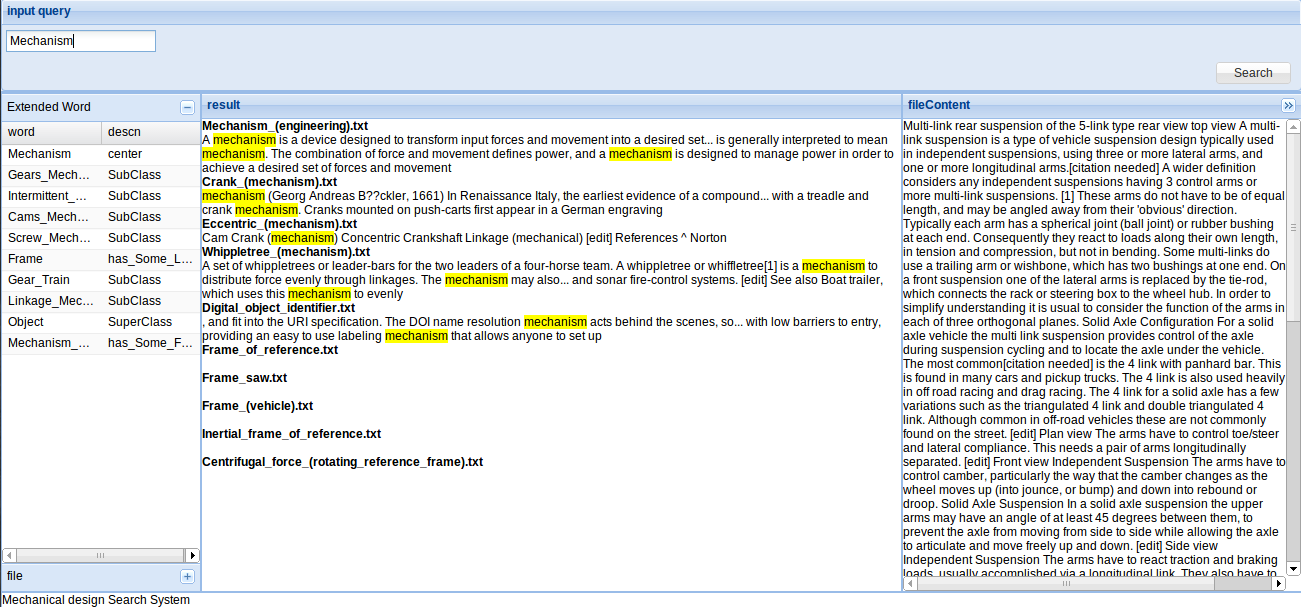 input query
Mechanism
Search
Extended Word
word descn
Mechanism center
Gears_Mech... SubClass
Intermittent_... SubClass
Cams_Mech... SubClass
Screw_Mech... SubClass
Frame has_Some_L...
Gear_Train SubClass
Linkage_Mec... SubClass
Object SuperClass
Mechanism_... has_Some_F...
file
result
Mechanism_(engineering).txt
A mechanism is a device designed to transform input forces and movement into a desired set... is generally interpreted to mean
mechanism. The combination of force and movement defines power, and a mechanism is designed to manage power in order to
achieve a desired set of forces and movement
Crank_(mechanism).txt
mechanism (Georg Andreas B??ckler, 1661) In Renaissance Italy, the earliest evidence of a compound... with a treadle and
crank mechanism. Cranks mounted on push-carts first appear in a German engraving
Eccentric_(mechanism).txt
Cam Crank (mechanism) Concentric Crankshaft Linkage (mechanical) [edit] References ^ Norton
Whippletree_(mechanism).txt
A set of whippletrees or leader-bars for the two leaders of a four-horse team. A whippletree or whiffletree[1] is a mechanism to
distribute force evenly through linkages. The mechanism may also... and sonar fire-control systems. [edit] See also Boat trailer,
which uses this mechanism to evenly
Digital_object_identifier.txt
, and fit into the URI specification. The DOI name resolution mechanism acts behind the scenes, so... with low barriers to entry,
providing an easy to use labeling mechanism that allows anyone to set up
Frame_of_reference.txt
Frame_saw.txt
Frame_(vehicle).txt
Inertial_frame_of_reference.txt
Centrifugal_force_(rotating_reference_frame).txt
fileContent
Multi-link rear suspension of the 5-link type rear view top view A multi-
link suspension is a type of vehicle suspension design typically used
in independent suspensions, using three or more lateral arms, and
one or more longitudinal arms.[citation needed] A wider definition
considers any independent suspensions having 3 control arms or
more multi-link suspensions. [1] These arms do not have to be of equal
length, and may be angled away from their 'obvious' direction.
Typically each arm has a spherical joint (ball joint) or rubber bushing
at each end. Consequently they react to loads along their own length,
in tension and compression, but not in bending. Some multi-links do
use a trailing arm or wishbone, which has two bushings at one end. On
a front suspension one of the lateral arms is replaced by the tie-rod,
which connects the rack or steering box to the wheel hub. In order to
simplify understanding it is usual to consider the function of the arms in
each of three orthogonal planes. Solid Axle Configuration For a solid
axle vehicle the multi link suspension provides control of the axle
during suspension cycling and to locate the axle under the vehicle.
The most common[citation needed] is the 4 link with panhard bar. This
is found in many cars and pickup trucks. The 4 link is also used heavily
in off road racing and drag racing. The 4 link for a solid axle has a few
variations such as the triangulated 4 link and double triangulated 4
link. Although common in off-road vehicles these are not commonly
found on the street. [edit] Plan view The arms have to control toe/steer
and lateral compliance. This needs a pair of arms longitudinally
separated. [edit] Front view Independent Suspension The arms have to
control camber, particularly the way that the camber changes as the
wheel moves up (into jounce, or bump) and down into rebound or
droop. Solid Axle Suspension In a solid axle suspension the upper
arms may have an angle of at least 45 degrees between them, to
prevent the axle from moving from side to side while allowing the axle
to articulate and move freely up and down. [edit] Side view
Independent Suspension The arms have to react traction and braking
loads, usually accomplished via a longitudinal link. They also have to
Mechanical design Search System